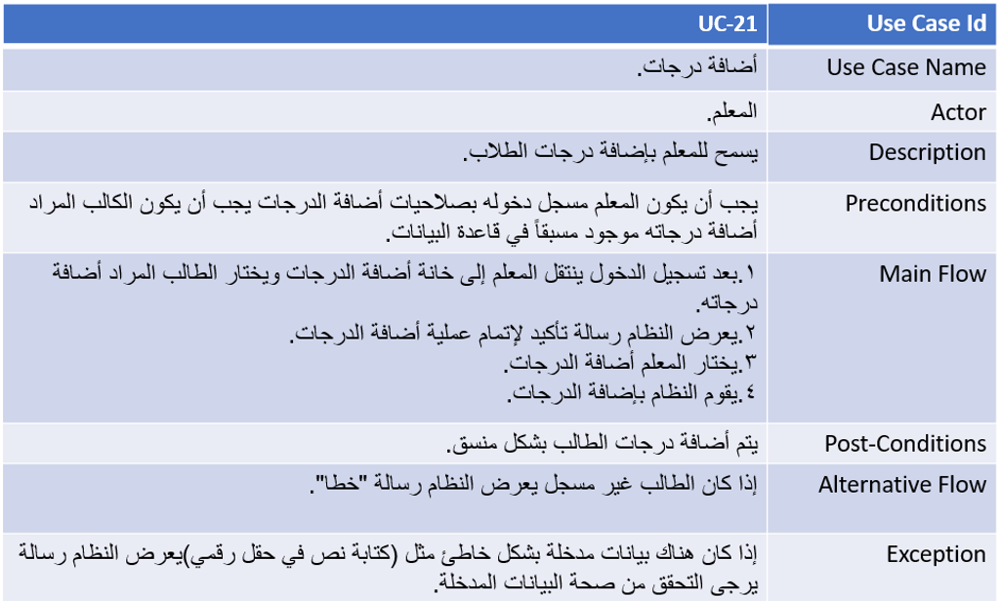 Use Case Id UC-21
Use Case Name أضافة درجات.
Actor المعلم.
Description يسمح للمعلم بإضافة درجات الطلاب.
Preconditions يجب أن يكون المعلم مسجل دخوله بصلاحيات أضافة الدرجات يجب أن يكون الكالب المراد
أضافة درجاته موجود مسبقاً في قاعدة البيانات.
Main Flow ١.بعد تسجيل الدخول ينتقل المعلم إلى خانة أضافة الدرجات ويختار الطالب المراد أضافة
درجاته.
٢.يعرض النظام رسالة تأكيد لإتمام عملية أضافة الدرجات.
٣.يختار المعلم أضافة الدرجات.
٤.يقوم النظام بإضافة الدرجات.
Post-Conditions يتم أضافة درجات الطالب بشكل منسق.
Alternative Flow إذا كان الطالب غير مسجل يعرض النظام رسالة "خطا".
Exception إذا كان هناك بيانات مدخلة بشكل خاطئ مثل (كتابة نص في حقل رقمي)يعرض النظام رسالة
يرجى التحقق من صحة البيانات المدخلة.